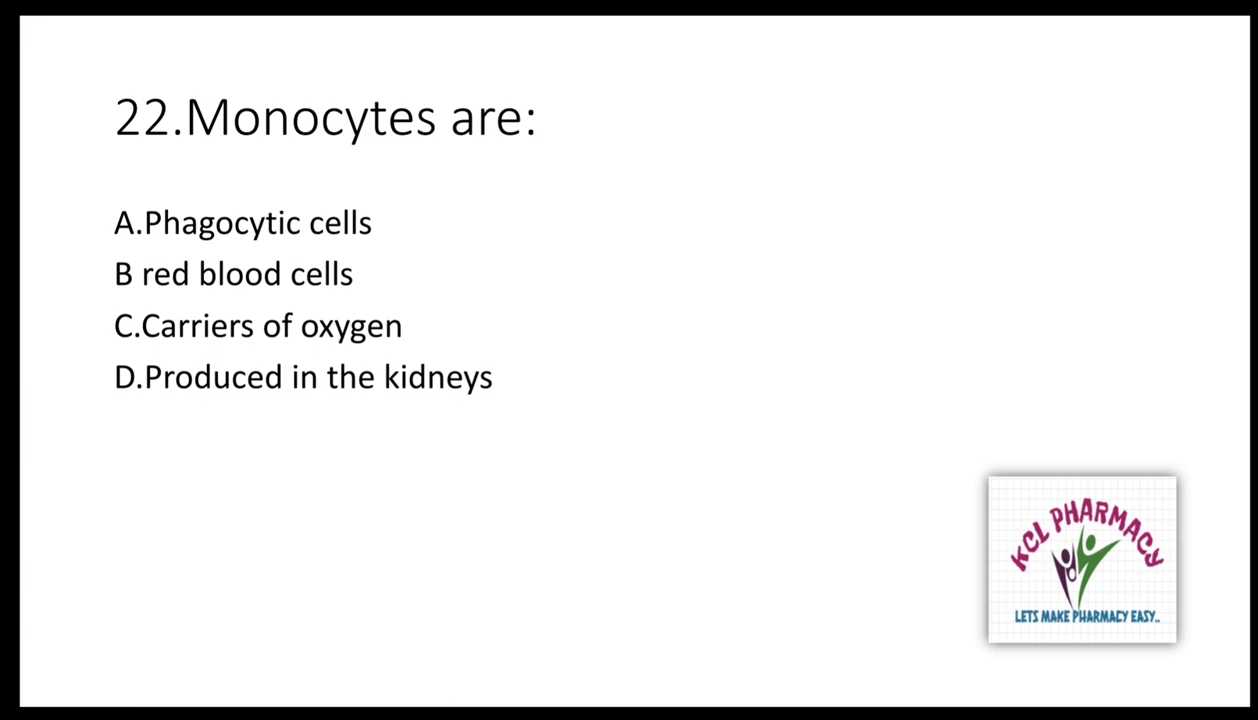 22.Monocytes are:
A.Phagocytic cells
B red blood cells
C.Carriers of oxygen
D.Produced in the kidneys
KCL PHARMACY
LETS MAKE PHARMACY EASY..